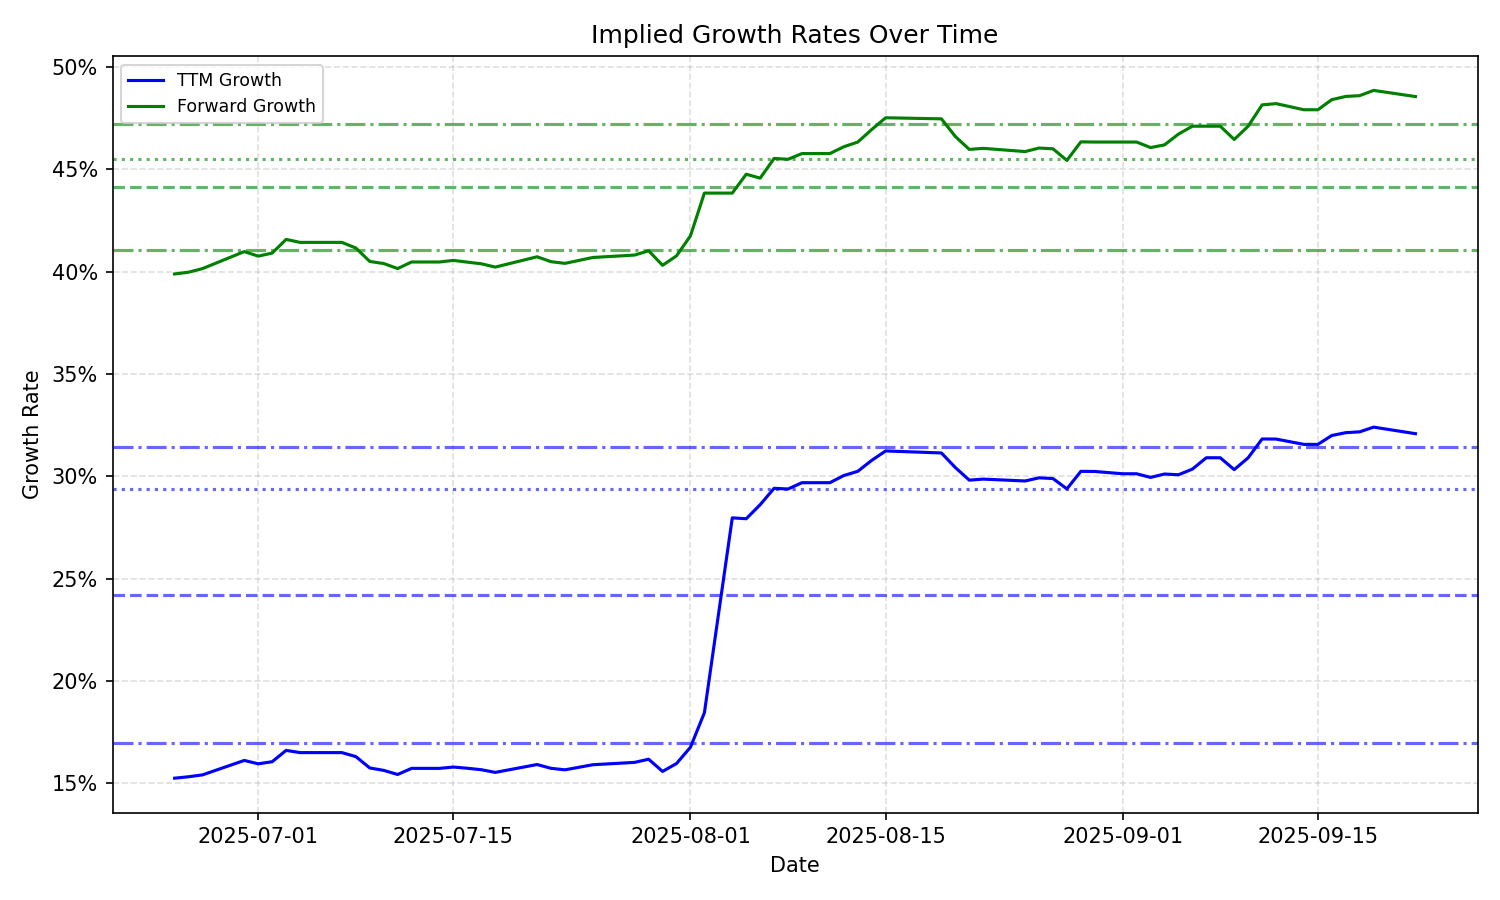 Implied Growth Rates Over Time
TTM Growth
Forward Growth
50%
45%
40%
35%
30%
25%
20%
15%
Growth Rate
2025-07-01
2025-07-15
2025-08-01
2025-08-15
2025-09-01
2025-09-15
Date